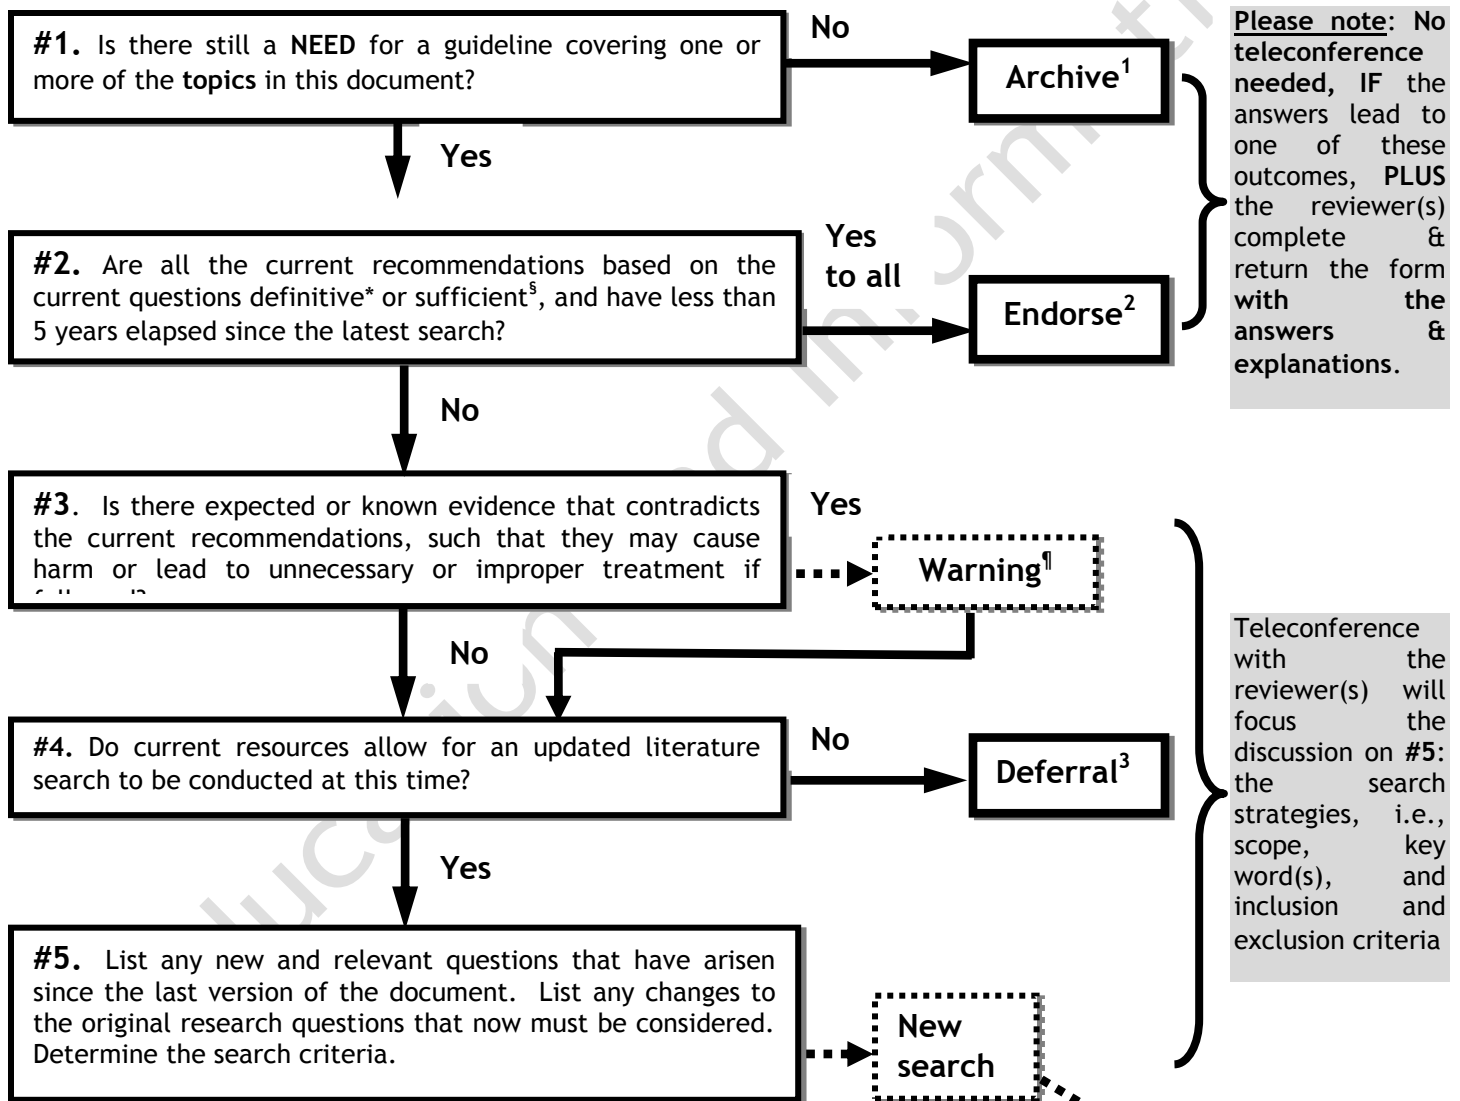 #1. Is there still a NEED for a guideline covering one or
more of the topics in this document?
No
Archive1
Yes
#2. Are all the current recommendations based on the
current questions definitive* or sufficient§, and have less than
5 years elapsed since the latest search?
Yes
to all
Endorse2
Please note: No
teleconference
needed, IF the
answers lead to
one of these
outcomes, PLUS
the reviewer(s)
complete &
return the form
with the
answers &
explanations.
No
#3. Is there expected or known evidence that contradicts
the current recommendations, such that they may cause
harm or lead to unnecessary or improper treatment if
Yes
Warning¶
No
#4. Do current resources allow for an updated literature
search to be conducted at this time?
No
Deferral3
Yes
#5. List any new and relevant questions that have arisen
since the last version of the document. List any changes to
the original research questions that now must be considered.
Determine the search criteria.
New
search
Teleconference
with the
reviewer(s) will
focus the
discussion on #5:
the search
strategies, i.e.,
scope, key
word(s), and
inclusion and
exclusion criteria